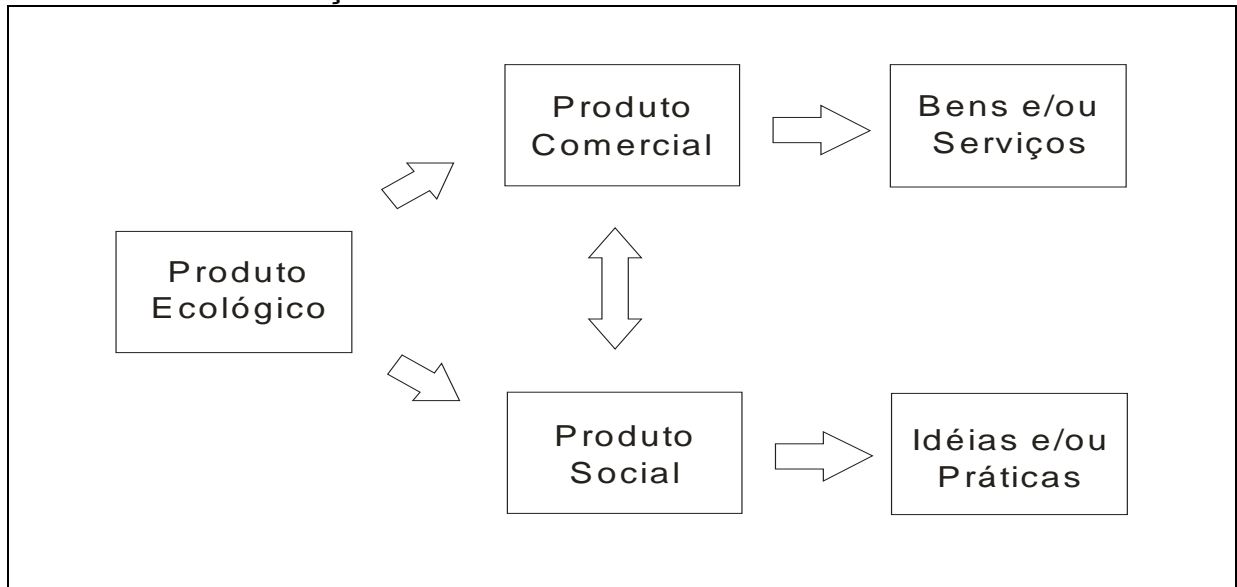 Produto
Comercial
Bens e/ou
Serviços
Produto
Ecológico
Produto
Social
Idéias e/ou
Práticas